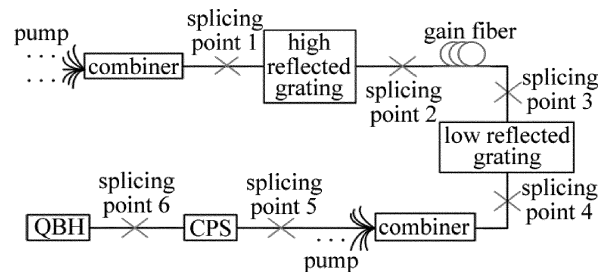 pump
combiner
splicing
point 1
high
reflected
grating
splicing
point 2
gain fiber
splicing
point 3
low reflected
grating
splicing
point 4
combiner
pump
splicing
point 5
CPS
splicing
point 6
QBH